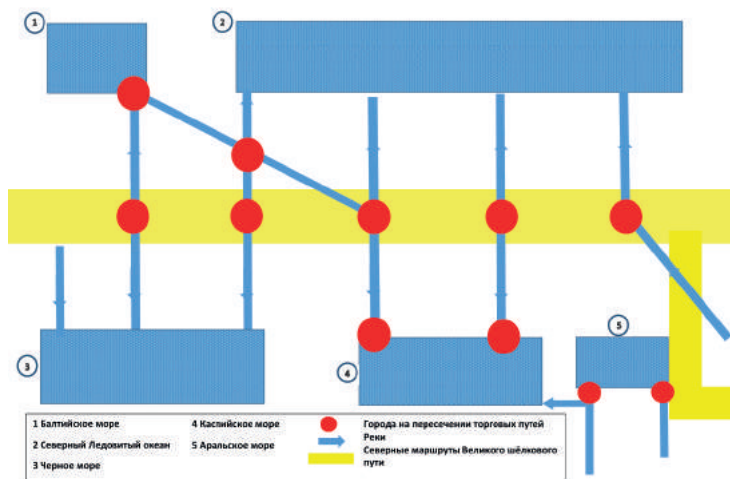 1
2
3
4
5
1 Балтийское море
2 Северный Ледовитый океан
3 Черное море
4 Каспийское море
5 Аральское море
Города на пересечении торговых путей
Реки
Северные маршруты Великого шёлкового
пути